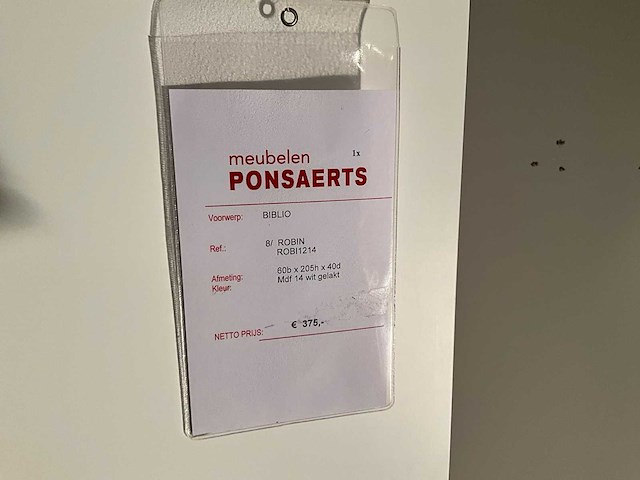 meubelen 1x
PONSAERTS
Voorwerp: BIBLIO
Ref.: 8/ ROBIN
ROBI1214
Afmeting: 60b x 205h x 40d
Kleur: Mdf 14 wit gelakt
NETTO PRIJS: € 375,-